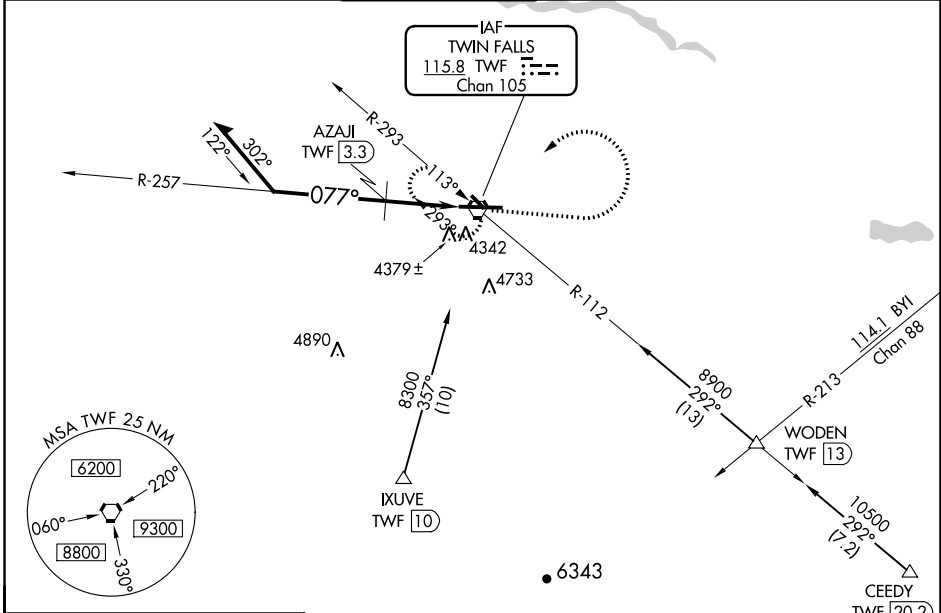 IAF
TWIN FALLS
115.8 TWF
Chan 105
R-293
AZAJI
TWF 3.3
302°
122°
R-257
077°
113°
293°
4342
4379 ±
4733
R-112
114.1 BYI
Chan 88
4890
R-213
8300
357°
(10)
8900
292°
(13)
WODEN
TWF 13
MSA TWF 25 NM
6200
220°
060°
9300
8800
330°
IXUVE
TWF 10
10500
292°
(7.2)
6343
CEEDY
TWF 20.2